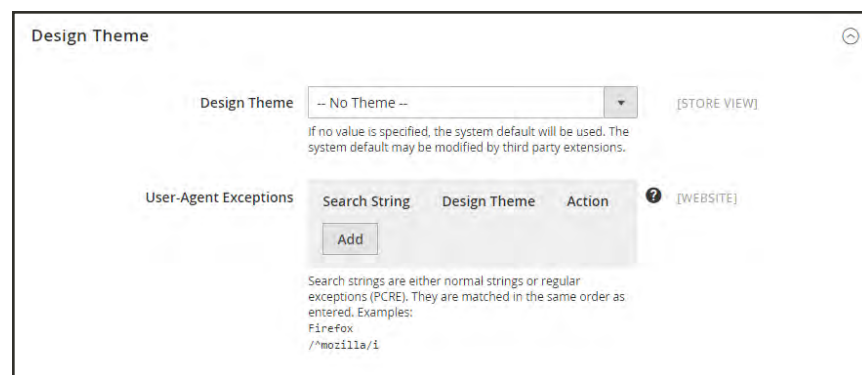 Design Theme
Design Theme -- No Theme -- [STORE VIEW]
If no value is specified, the system default will be used. The
system default may be modified by third party extensions.
User-Agent Exceptions Search String Design Theme Action ? [WEBSITE]
Add
Search strings are either normal strings or regular
exceptions (PCRE). They are matched in the same order as
entered. Examples:
Firefox
/^mozilla/i